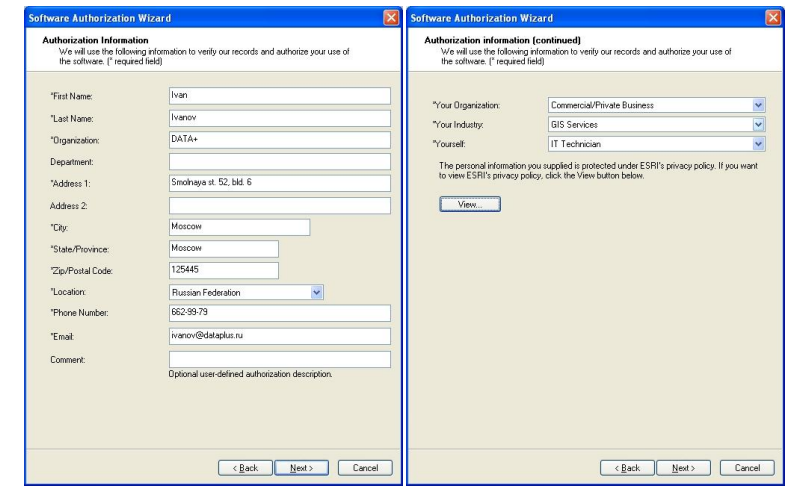 Software Authorization Wizard
Authorization Information
We will use the following information to verify our records and authorize your use of
the software. (* required field)
*First Name:
Ivan
*Last Name:
Ivanov
*Organization:
DATA+
Department:
*Address 1:
Smolnaya st. 52, bld. 6
Address 2:
*City:
Moscow
*State/Province:
Moscow
*Zip/Postal Code:
125445
*Location:
Russian Federation
*Phone Number:
662-99-79
*Email:
ivanov@dataplus.ru
Comment:
Optional user-defined authorization description.
< Back
Next >
Cancel
Software Authorization Wizard
Authorization information (continued)
We will use the following information to verify our records and authorize your use of
the software. (* required field)
*Your Organization:
Commercial/Private Business
*Your Industry:
GIS Services
*Yourself:
IT Technician
The personal information you supplied is protected under ESRI's privacy policy. If you want
to view ESRI's privacy policy, click the View button below.
View...
< Back
Next >
Cancel